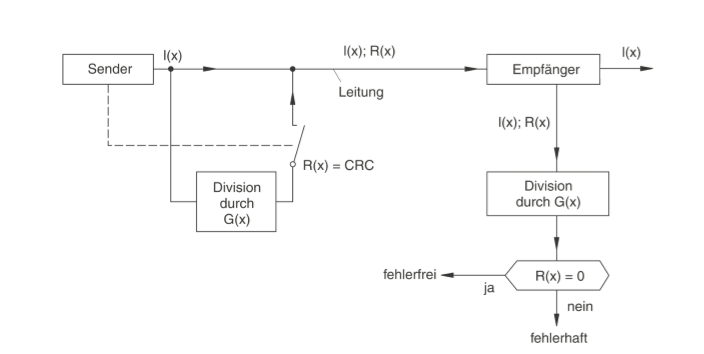 Sender
I(x)
I(x); R(x)
Leitung
Empfänger
I(x)
I(x); R(x)
R(x) = CRC
Division
durch
G(x)
Division
durch G(x)
R(x) = 0
fehlerfrei
ja
nein
fehlerhaft